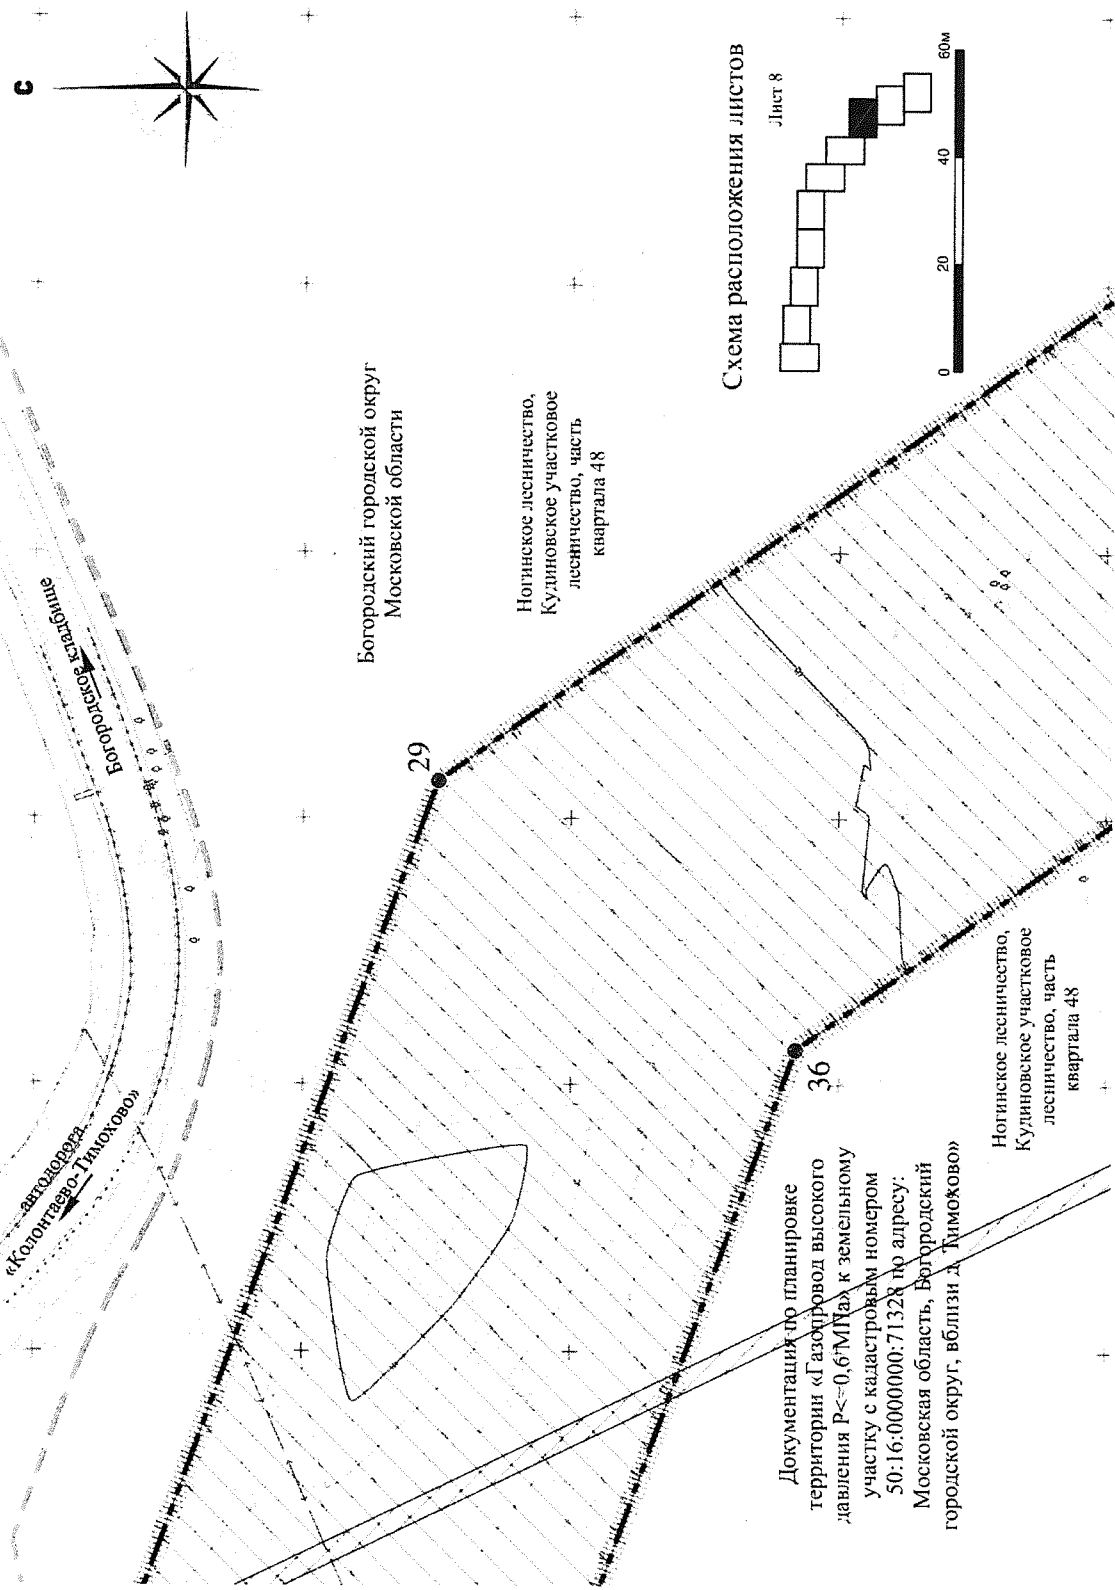 С
автодорога
«Колонтаево-Тимохово»
Богородское кладбище
Богородский городской округ
Московской области
29
Ногинское лесничество,
Кудиновское участковое
лесничество, часть
квартала 48
Схема расположения листов
Лист 8
0 20 40 60м
36
Документация по планировке
территории «Газопровод высокого
давления Р<=0,6 МПа» к земельному
участку с кадастровым номером
50:16:0000000:71328 по адресу:
Московская область, Богородский
городской округ, вблизи д. Тимохово»
Ногинское лесничество,
Кудиновское участковое
лесничество, часть
квартала 48